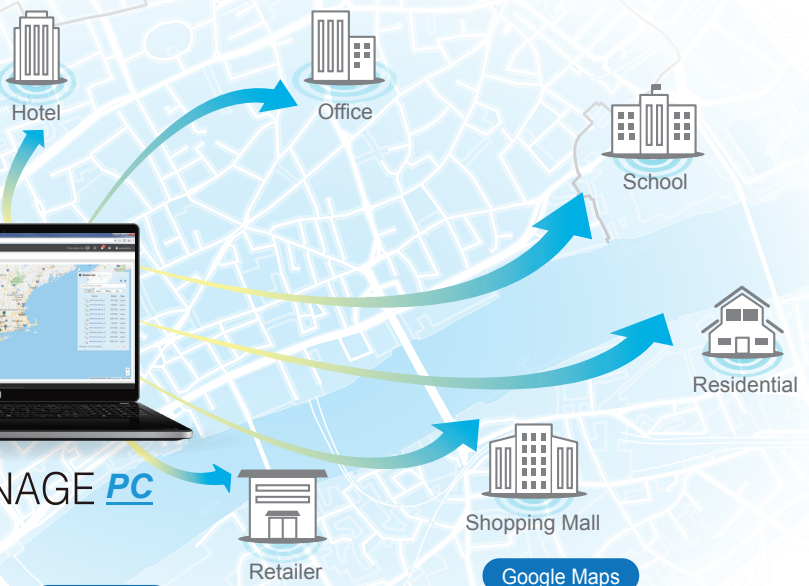 Hotel
Office
School
Residential
NAGE PC
Shopping Mall
Retailer
Google Maps